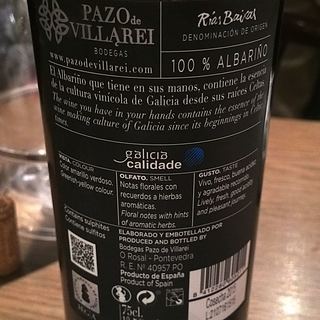 PAZO de
VILLAREI
BODEGAS
www.pazodevillarei.com
Rías Baixas
DENOMINACIÓN DE ORIGEN
100 % ALBARIÑO
El Albariño que tiene en sus manos, contiene la esencia
de la cultura vinícola de Galicia desde sus raíces Celtas.
The wine you have in your hands contains the essence of the
wine making culture of Galicia since its beginnings in Celtic
times.
galicia
calidade
VISTA. COLOUR
Color amarillo verdoso.
Greenish-yellow colour.
OLFATO. SMELL
Notas florales con
recuerdos a hierbas
aromáticas.
Floral notes with hints
of aromatic herbs.
GUSTO. TASTE
Vivo, fresco, buena acidez
y agradable recorrido.
Lively, fresh, good acidity
and pleasant journey.
Contains sulphites
Contiene sulfitos
ELABORADO Y EMBOTELLADO POR
PRODUCED AND BOTTLED BY
Bodegas Pazo de Villarei
O Rosal - Pontevedra
R. E. Nº 40957 PO
Producto de España
Product of Spain
75cl.